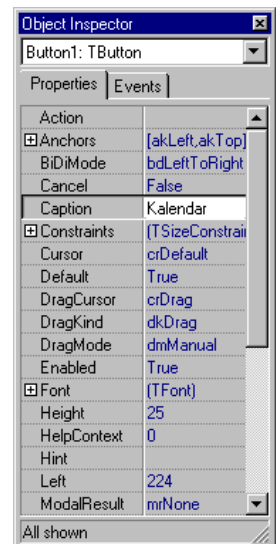 Object Inspector
Button1: TButton
Properties Events
Action
Anchors [akLeft,akTop]
BiDiMode bdLeftToRight
Cancel False
Caption Kalendar
Constraints (TSizeConstrai
Cursor crDefault
Default True
DragCursor crDrag
DragKind dkDrag
DragMode dmManual
Enabled True
Font (TFont)
Height 25
HelpContext 0
Hint
Left 224
ModalResult mrNone
All shown